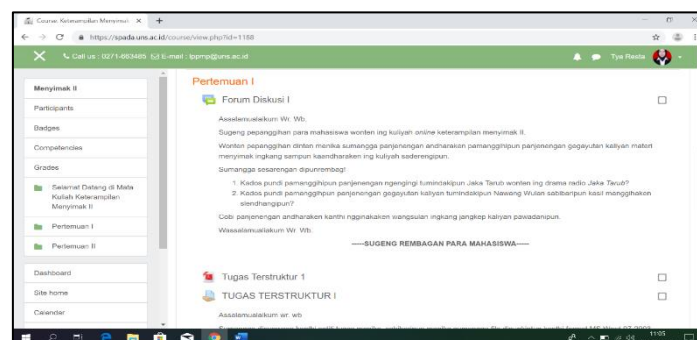 Course: Keterampilan Menyimak
https://spada.uns.ac.id/course/view.php?id=1188
Call us : 0271-663485 E-mail : lppmp@uns.ac.id
Tya Resta
Menyimak II
Participants
Badges
Competencies
Grades
Selamat Datang di Mata
Kuliah Keterampilan
Menyimak II
Pertemuan I
Pertemuan II
Dashboard
Site home
Calendar
Pertemuan I
Forum Diskusi I
Assalamualaikum Wr. Wb.
Sugeng pepanggihan para mahasiswa wonten ing kuliyah online keterampilan menyimak II.
Wonten pepanggihan dinten menika sumangga panjenengan andharaken pamanggihipun panjenengan gegayutan kaliyan materi
menyimak ingkang sampun kaandharaken ing kuliyah saderengipun.
Sumangga sesarengan dipunrembag!
1. Kados pundi pamanggihipun panjenengan ngengingi tumindakipun Jaka Tarub wonten ing drama radio Jaka Tarub?
2. Kados pundi pamanggihipun panjenengan gegayutan kaliyan tumindakipun Nawang Wulan sabibaripun kasil manggihaken
slendhangipun?
Cobi panjenengan andharaken kanthi ngginakaken wangsulan ingkang jangkep kaliyan pawadanipun.
Wassalamualaikum Wr. Wb.
-----SUGENG REMBAGAN PARA MAHASISWA-----
Tugas Terstruktur 1
TUGAS TERSTRUKTUR I
Assalamualaikum wr. wb
11:05